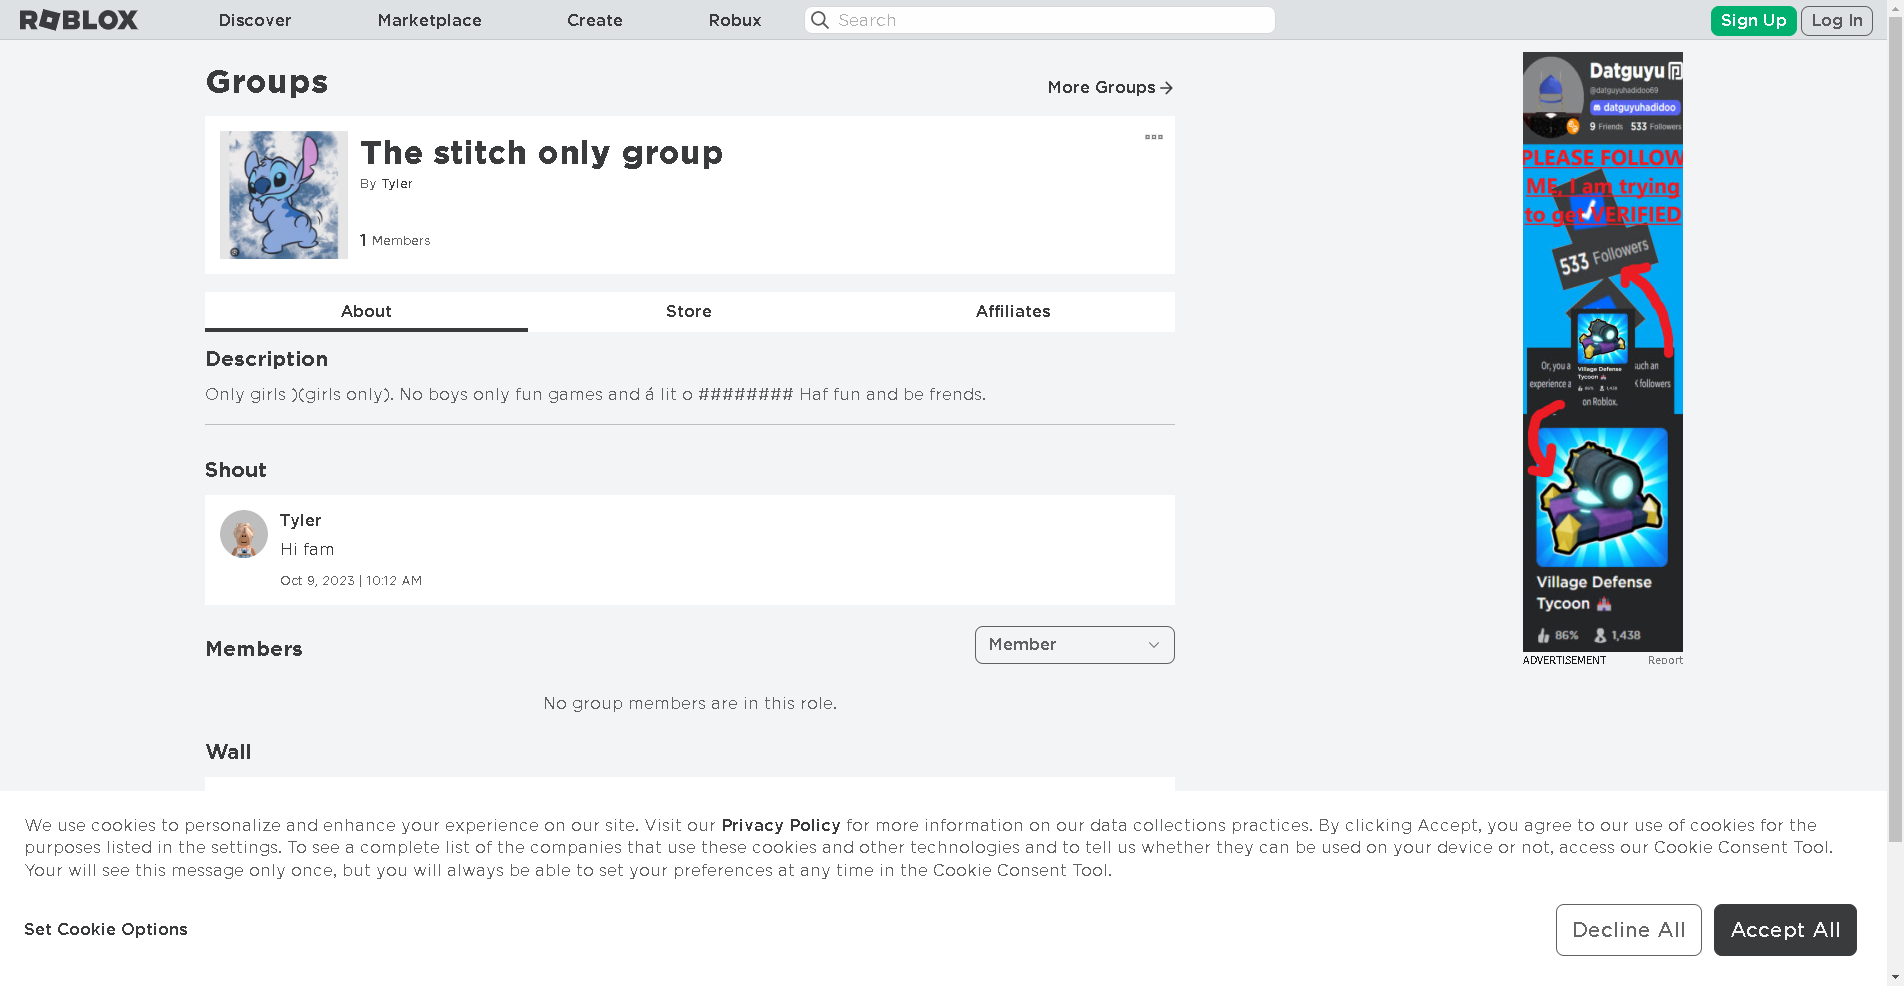 ROBLOX
Discover
Marketplace
Create
Robux
Search
Sign Up
Log In
Groups
More Groups
The stitch only group
By Tyler
1 Members
About
Store
Affiliates
Description
Only girls )(girls only). No boys only fun games and á lit o ######## Haf fun and be frends.
Shout
Tyler
Hi fam
Oct 9, 2023 | 10:12 AM
Members
Member
No group members are in this role.
Wall
Datguyu
@datguyuhadidoo69
datguyuhadidoo
9 Friends 533 Followers
PLEASE FOLLOW
ME, I am trying
to get VERIFIED
533 Followers
Or, you a
such an
Village Defense
Tycoon
experience a
followers
86% 1,438
on Roblox.
Village Defense
Tycoon
86% 1,438
ADVERTISEMENT
Report
We use cookies to personalize and enhance your experience on our site. Visit our Privacy Policy for more information on our data collections practices. By clicking Accept, you agree to our use of cookies for the
purposes listed in the settings. To see a complete list of the companies that use these cookies and other technologies and to tell us whether they can be used on your device or not, access our Cookie Consent Tool.
Your will see this message only once, but you will always be able to set your preferences at any time in the Cookie Consent Tool.
Set Cookie Options
Decline All
Accept All